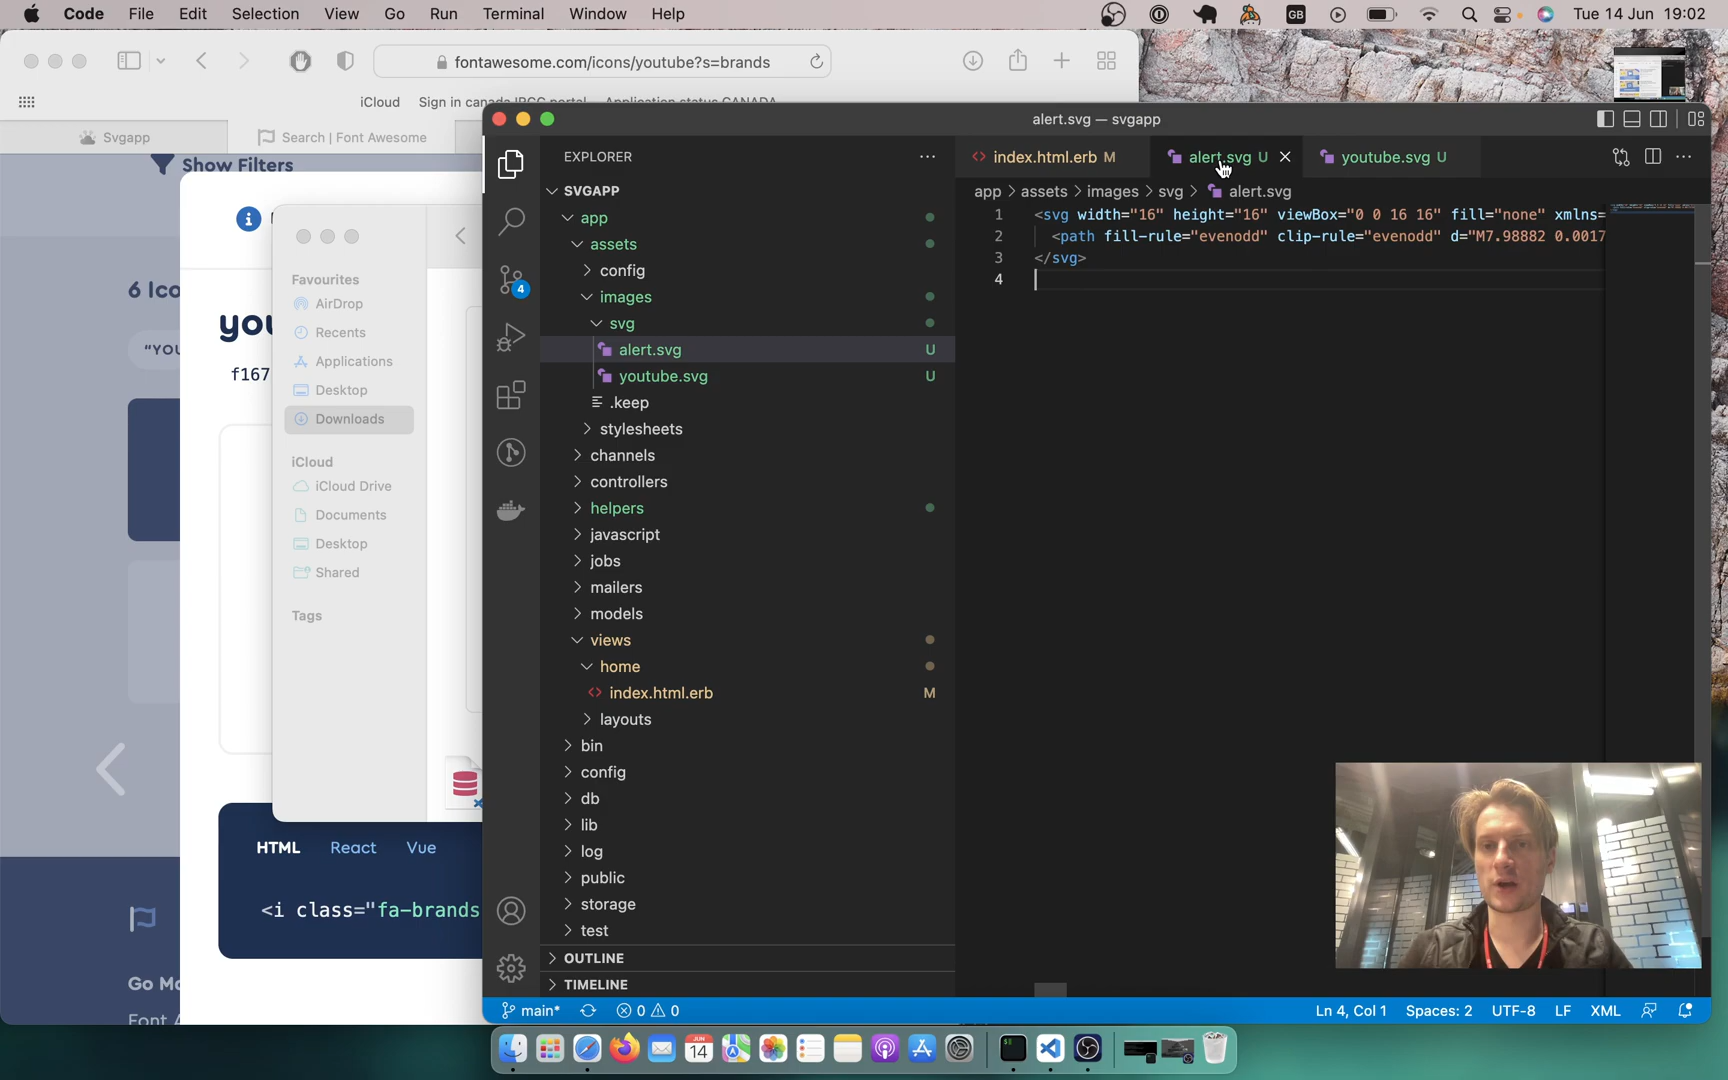 Code File Edit Selection View Go Run Terminal Window Help
GB
Tue 14 Jun 19:02
fontawesome.com/icons/youtube?s=brands
iCloud
Svgapp
Search | Font Awesome
Show Filters
6 Ico
you
"YOU
f167
Favourites
AirDrop
Recents
Applications
Desktop
Downloads
iCloud
iCloud Drive
Documents
Desktop
Shared
Tags
HTML React Vue
<i class="fa-brands
Go Ma
Font A
alert.svg — svgapp
EXPLORER
SVGAPP
app
assets
config
images
svg
alert.svg U
youtube.svg U
.keep
stylesheets
channels
controllers
helpers
javascript
jobs
mailers
models
views
home
index.html.erb M
layouts
bin
config
db
lib
log
public
storage
test
OUTLINE
TIMELINE
4
index.html.erb M
alert.svg U
youtube.svg U
app > assets > images > svg > alert.svg
1 <svg width="16" height="16" viewBox="0 0 16 16" fill="none" xmlns=
2 <path fill-rule="evenodd" clip-rule="evenodd" d="M7.98882 0.0017
3 </svg>
4
main* 0 0
Ln 4, Col 1 Spaces: 2 UTF-8 LF XML
JUN
14